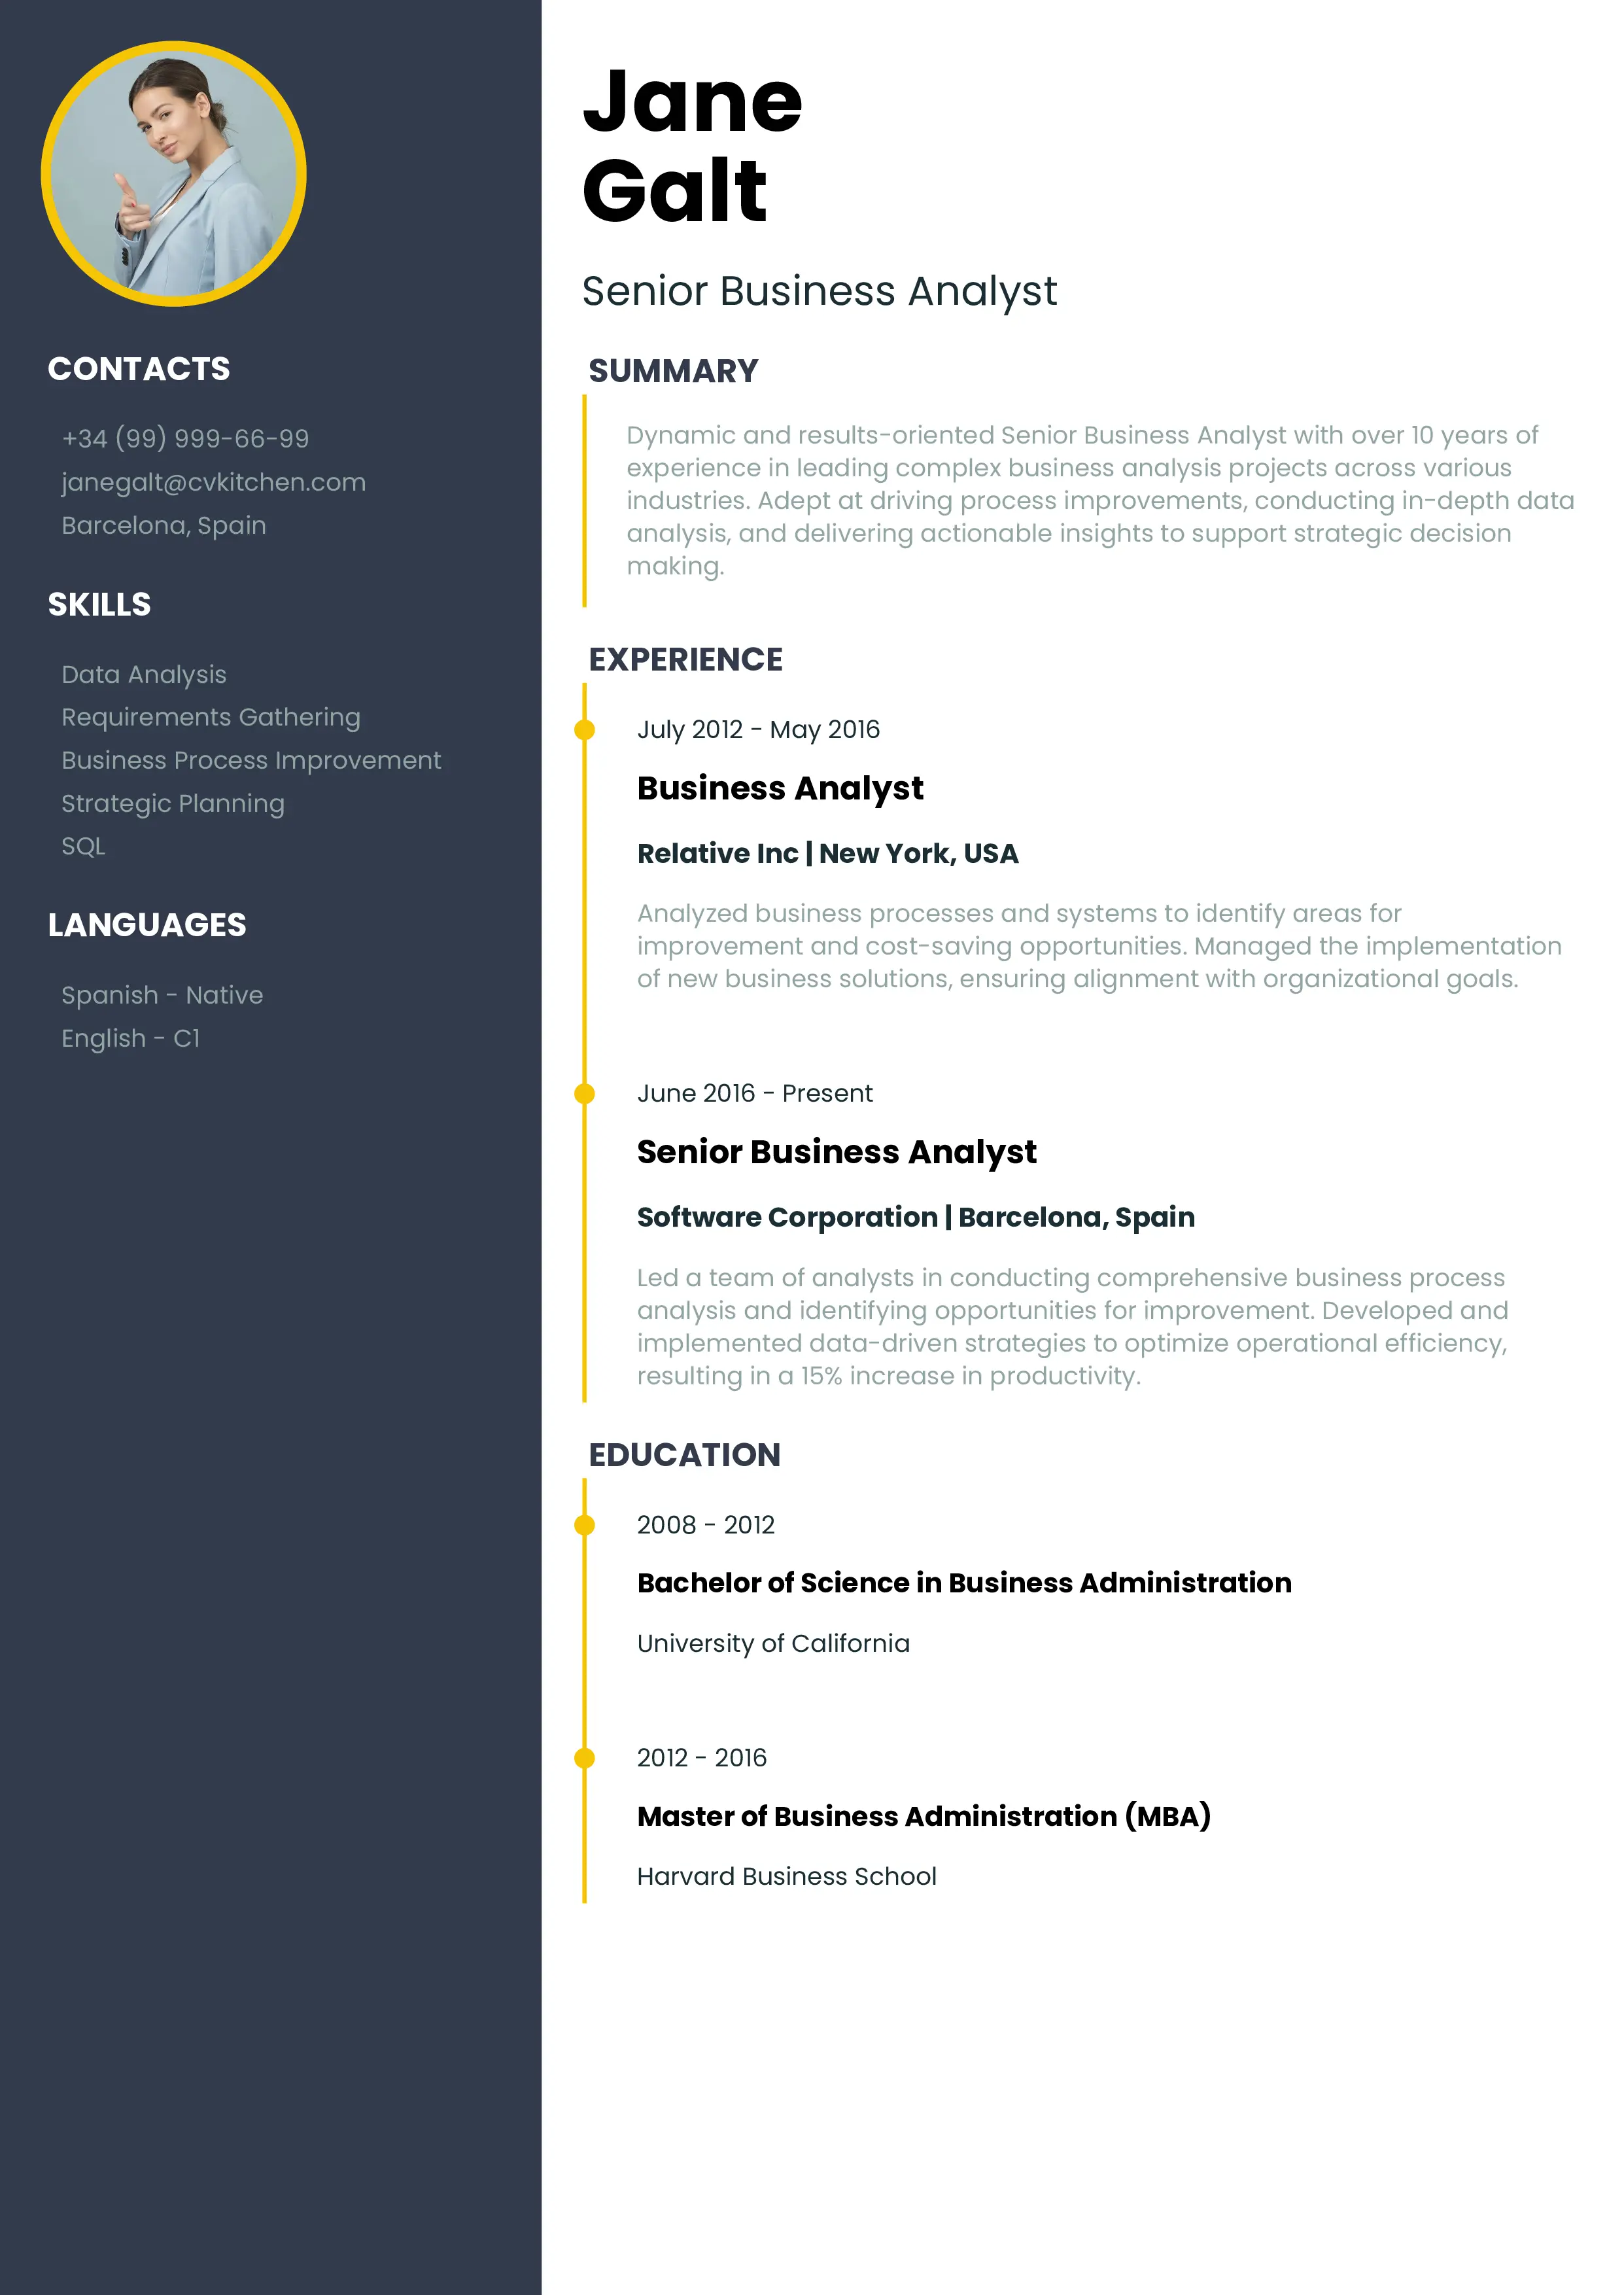 Jane
Galt
Senior Business Analyst
CONTACTS
+34 (99) 999-66-99
janegalt@cvkitchen.com
Barcelona, Spain
SKILLS
Data Analysis
Requirements Gathering
Business Process Improvement
Strategic Planning
SQL
LANGUAGES
Spanish - Native
English - C1
SUMMARY
Dynamic and results-oriented Senior Business Analyst with over 10 years of
experience in leading complex business analysis projects across various
industries. Adept at driving process improvements, conducting in-depth data
analysis, and delivering actionable insights to support strategic decision
making.
EXPERIENCE
July 2012 - May 2016
Business Analyst
Relative Inc | New York, USA
Analyzed business processes and systems to identify areas for
improvement and cost-saving opportunities. Managed the implementation
of new business solutions, ensuring alignment with organizational goals.
June 2016 - Present
Senior Business Analyst
Software Corporation | Barcelona, Spain
Led a team of analysts in conducting comprehensive business process
analysis and identifying opportunities for improvement. Developed and
implemented data-driven strategies to optimize operational efficiency,
resulting in a 15% increase in productivity.
EDUCATION
2008 - 2012
Bachelor of Science in Business Administration
University of California
2012 - 2016
Master of Business Administration (MBA)
Harvard Business School